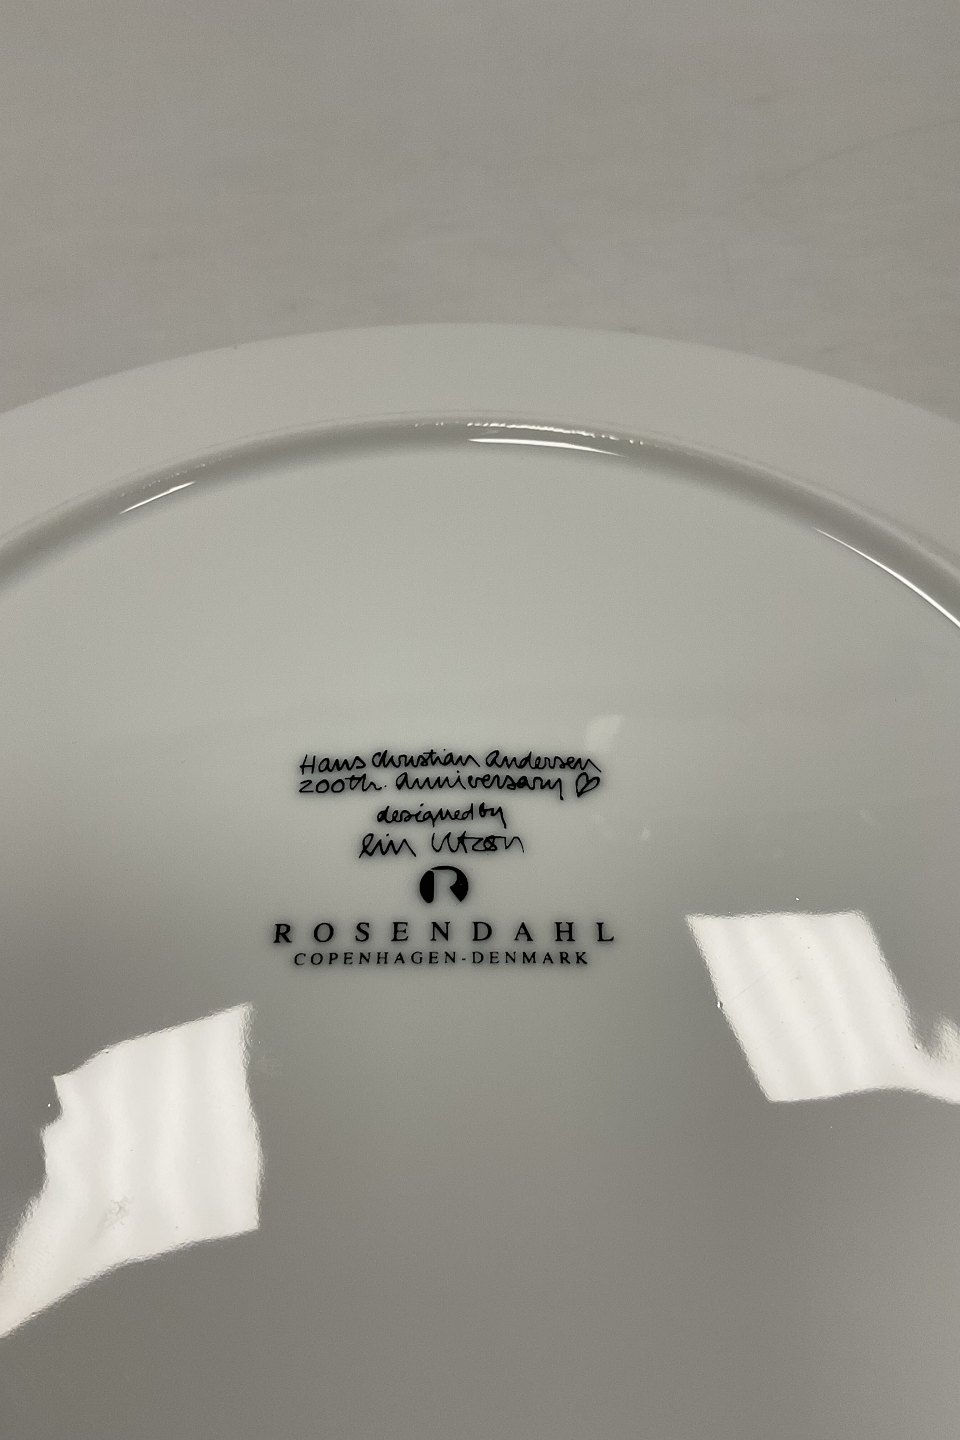 Hans Christian Andersen
200th. anniversary ♡
designed by
Lin Utzon
R
ROSENDAHL
COPENHAGEN-DENMARK